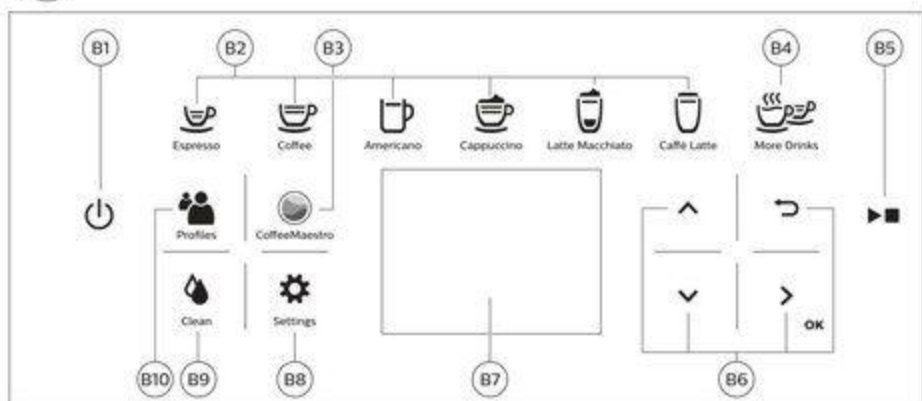 B1
B2
B3
B4
B5
Espresso
Coffee
Americano
Cappuccino
Latte Macchiato
Caffè Latte
More Drinks
Profiles
CoffeeMaestro
Clean
Settings
OK
B10
B9
B8
B7
B6